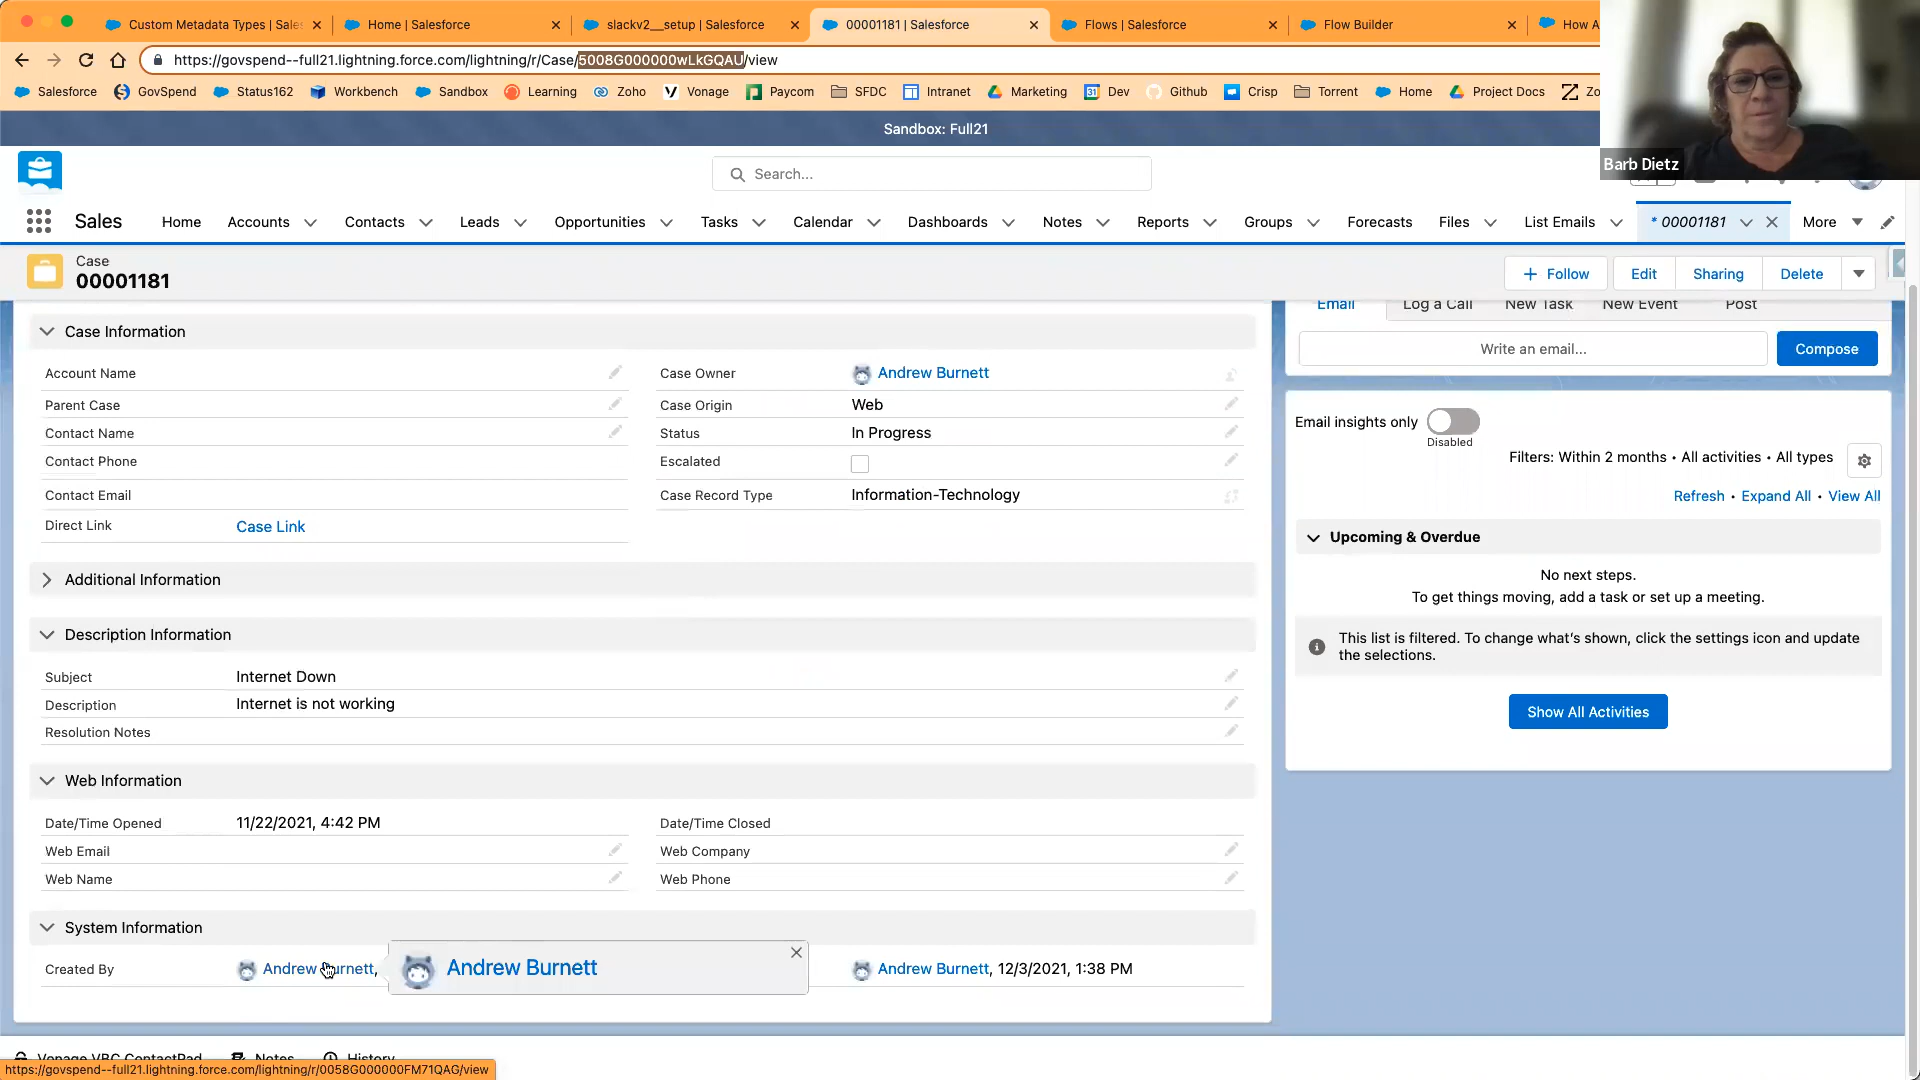 Custom Metadata Types | Sales
Home | Salesforce
slackv2__setup | Salesforce
00001181 | Salesforce
Flows | Salesforce
Flow Builder
How A
https://govspend--full21.lightning.force.com/lightning/r/Case/5008G000000wLkGQAU/view
Salesforce GovSpend Status162 Workbench Sandbox Learning Zoho Vonage Paycom SFDC Intranet Marketing Dev Github Crisp Torrent Home Project Docs Zo
Barb Dietz
Sandbox: Full21
Search...
Sales Home Accounts Contacts Leads Opportunities Tasks Calendar Dashboards Notes Reports Groups Forecasts Files List Emails * 00001181 More
Case
00001181
Follow Edit Sharing Delete
Case Information
Account Name
Case Owner Andrew Burnett
Parent Case
Case Origin Web
Contact Name
Status In Progress
Contact Phone
Escalated
Contact Email
Case Record Type Information-Technology
Direct Link Case Link
Additional Information
Description Information
Subject Internet Down
Description Internet is not working
Resolution Notes
Web Information
Date/Time Opened 11/22/2021, 4:42 PM
Date/Time Closed
Web Email
Web Company
Web Name
Web Phone
System Information
Created By Andrew Burnett,
Andrew Burnett
Andrew Burnett, 12/3/2021, 1:38 PM
Email Log a Call New Task New Event Post
Write an email...
Compose
Email insights only
Disabled
Filters: Within 2 months • All activities • All types
Refresh • Expand All • View All
Upcoming & Overdue
No next steps.
To get things moving, add a task or set up a meeting.
This list is filtered. To change what's shown, click the settings icon and update
the selections.
Show All Activities
Vonage VBC ContactPad Notes History
https://govspend--full21.lightning.force.com/lightning/r/0058G000000FM71QAG/view